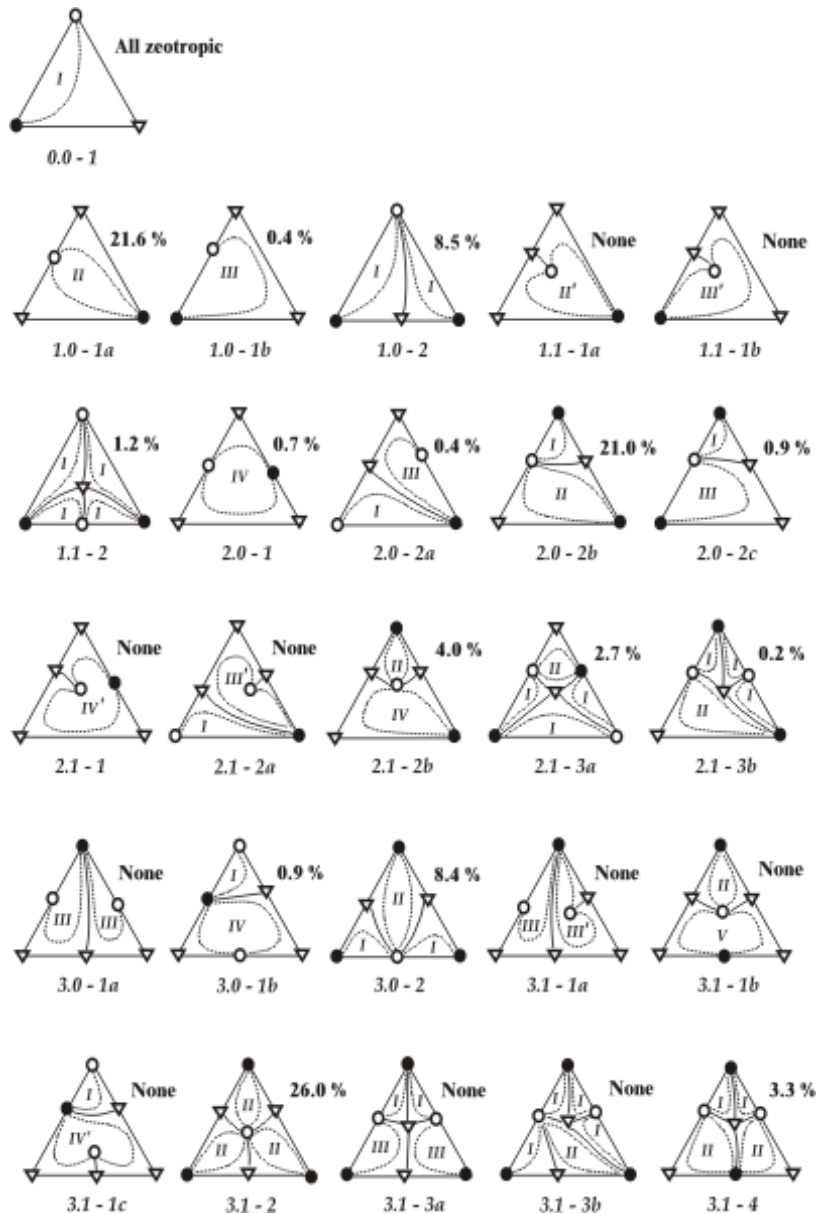 All zeotropic
I
0.0 - 1
21.6 % 0.4 % 8.5 % None None
II III I I II' III'
1.0 - 1a 1.0 - 1b 1.0 - 2 1.1 - 1a 1.1 - 1b
1.2 % 0.7 % 0.4 % 21.0 % 0.9 %
I I I I IV III I I II I III
1.1 - 2 2.0 - 1 2.0 - 2a 2.0 - 2b 2.0 - 2c
None None 4.0 % 2.7 % 0.2 %
IV' III' I II IV II I I I I I I II
2.1 - 1 2.1 - 2a 2.1 - 2b 2.1 - 3a 2.1 - 3b
None 0.9 % 8.4 % None None
III III I IV II I I III III' II V
3.0 - 1a 3.0 - 1b 3.0 - 2 3.1 - 1a 3.1 - 1b
None 26.0 % None None 3.3 %
I IV' II II II I I III III I I I II I I I II II
3.1 - 1c 3.1 - 2 3.1 - 3a 3.1 - 3b 3.1 - 4